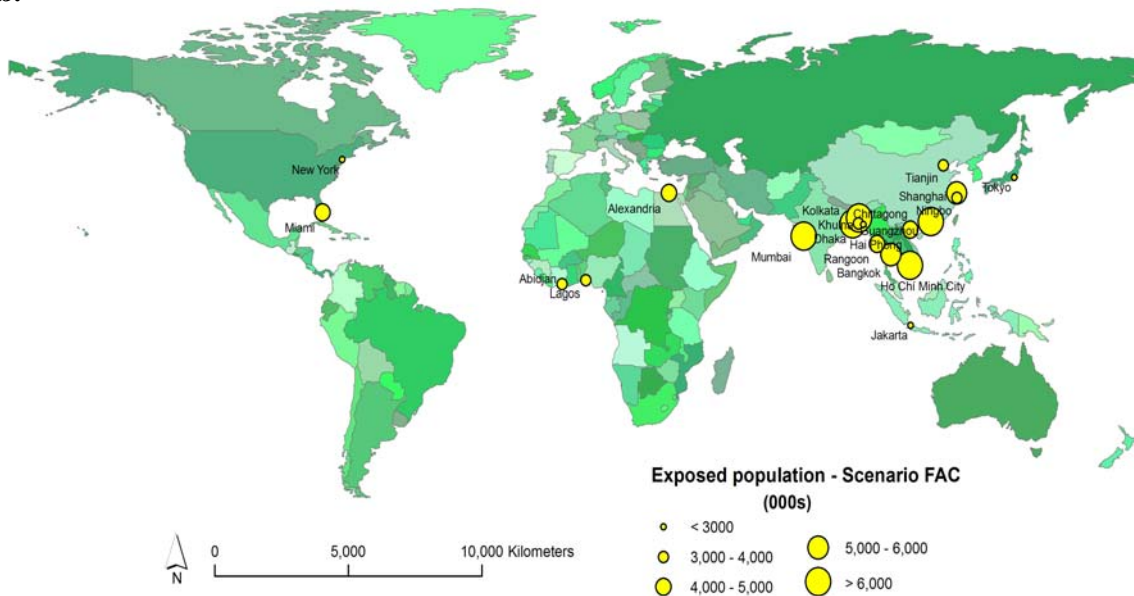 New York
Miami
Alexandria
Abidjan
Lagos
Mumbai
Kolkata
Chittagong
Khulna
Dhaka
Guangzhou
Hai Phong
Rangoon
Bangkok
Ho Chi Minh City
Jakarta
Tianjin
Tokyo
Shanghai
Ningbo
Exposed population - Scenario FAC
(000s)
< 3000
3,000 - 4,000
4,000 - 5,000
5,000 - 6,000
> 6,000
0 5,000 10,000 Kilometers
N